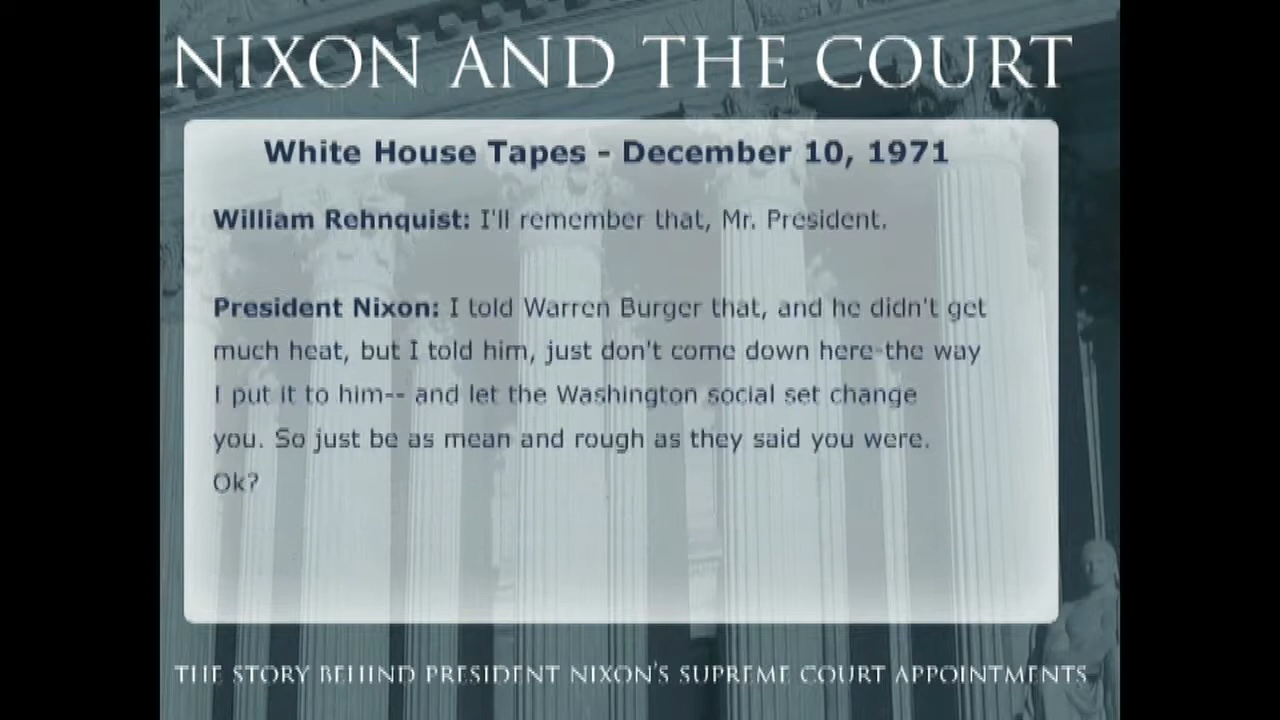 NIXON AND THE COURT
White House Tapes - December 10, 1971
William Rehnquist: I'll remember that, Mr. President.
President Nixon: I told Warren Burger that, and he didn't get
much heat, but I told him, just don't come down here-the way
I put it to him-- and let the Washington social set change
you. So just be as mean and rough as they said you were.
Ok?
THE STORY BEHIND PRESIDENT NIXON'S SUPREME COURT APPOINTMENTS